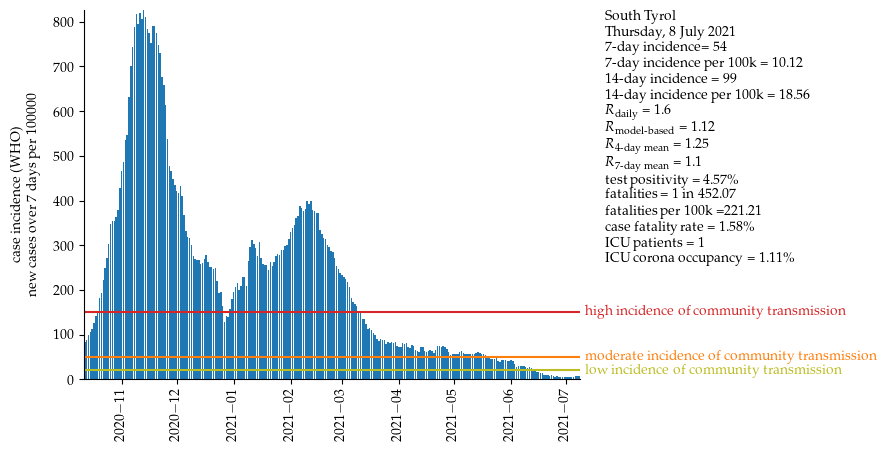 South Tyrol
Thursday, 8 July 2021
7-day incidence= 54
7-day incidence per 100k = 10.12
14-day incidence = 99
14-day incidence per 100k = 18.56
R_daily = 1.6
R_model-based = 1.12
R_4-day mean = 1.25
R_7-day mean = 1.1
test positivity = 4.57%
fatalities = 1 in 452.07
fatalities per 100k =221.21
case fatality rate = 1.58%
ICU patients = 1
ICU corona occupancy = 1.11%
case incidence (WHO)
new cases over 7 days per 100000
800
700
600
500
400
300
200
100
0
high incidence of community transmission
moderate incidence of community transmission
low incidence of community transmission
2020−11
2020−12
2021−01
2021−02
2021−03
2021−04
2021−05
2021−06
2021−07